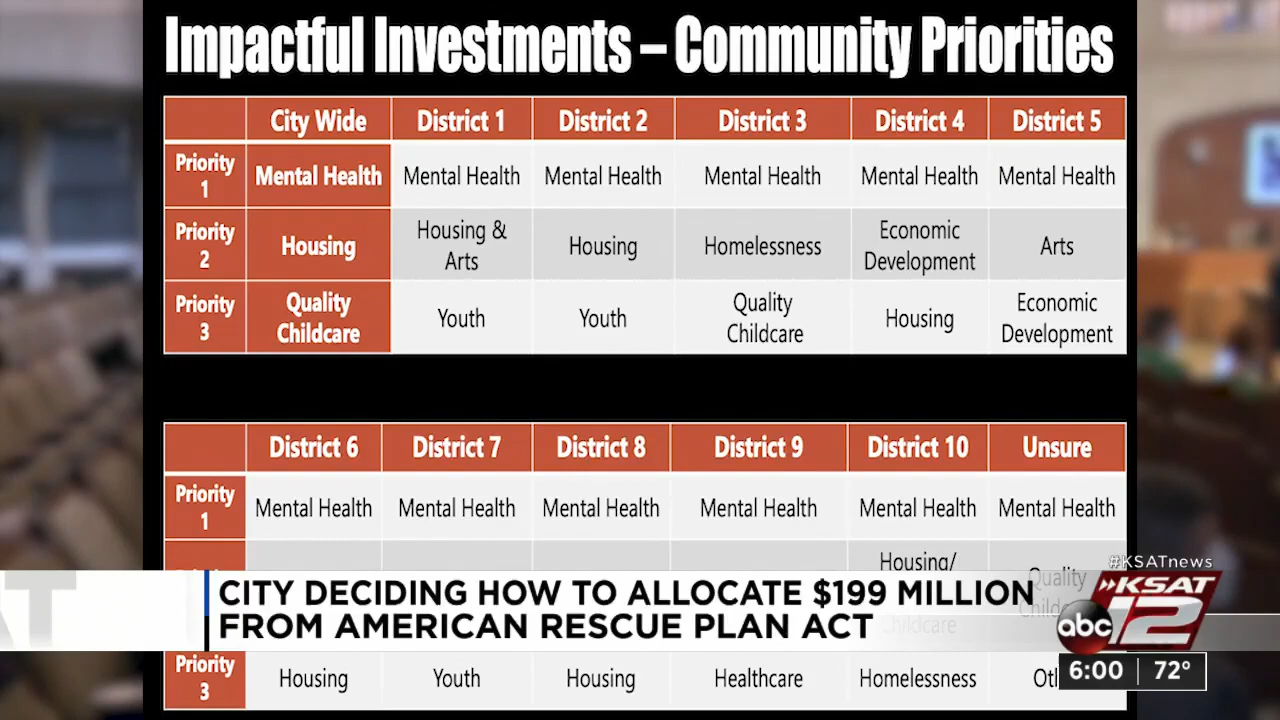 Impactful Investments – Community Priorities
City Wide District 1 District 2 District 3 District 4 District 5
Priority 1 Mental Health Mental Health Mental Health Mental Health Mental Health Mental Health
Priority 2 Housing Housing & Arts Housing Homelessness Economic Development Arts
Priority 3 Quality Childcare Youth Youth Quality Childcare Housing Economic Development
District 6 District 7 District 8 District 9 District 10 Unsure
Priority 1 Mental Health Mental Health Mental Health Mental Health Mental Health Mental Health
Housing/ Childcare Quality
#KSATnews
CITY DECIDING HOW TO ALLOCATE $199 MILLION
FROM AMERICAN RESCUE PLAN ACT
abc KSAT 12
Priority 3 Housing Youth Housing Healthcare Homelessness
6:00 72°